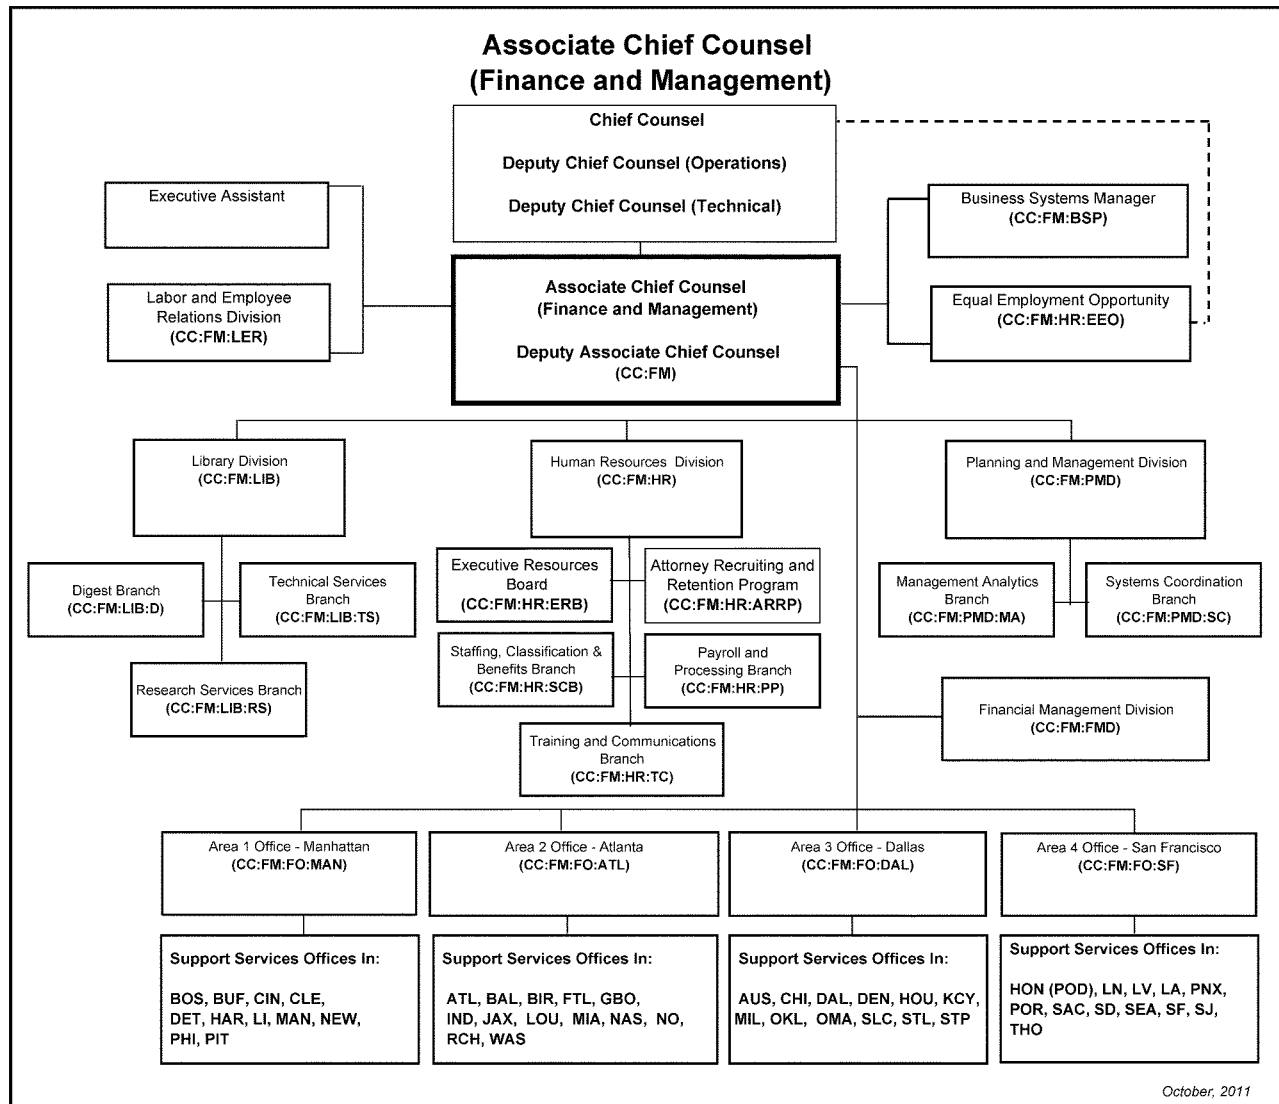 Associate Chief Counsel
(Finance and Management)
Chief Counsel
Deputy Chief Counsel (Operations)
Deputy Chief Counsel (Technical)
Executive Assistant
Business Systems Manager
(CC:FM:BSP)
Labor and Employee
Relations Division
(CC:FM:LER)
Associate Chief Counsel
(Finance and Management)
Deputy Associate Chief Counsel
(CC:FM)
Equal Employment Opportunity
(CC:FM:HR:EEO)
Library Division
(CC:FM:LIB)
Human Resources Division
(CC:FM:HR)
Planning and Management Division
(CC:FM:PMD)
Digest Branch
(CC:FM:LIB:D)
Technical Services
Branch
(CC:FM:LIB:TS)
Research Services Branch
(CC:FM:LIB:RS)
Executive Resources
Board
(CC:FM:HR:ERB)
Attorney Recruiting and
Retention Program
(CC:FM:HR:ARRP)
Staffing, Classification &
Benefits Branch
(CC:FM:HR:SCB)
Payroll and
Processing Branch
(CC:FM:HR:PP)
Training and Communications
Branch
(CC:FM:HR:TC)
Management Analytics
Branch
(CC:FM:PMD:MA)
Systems Coordination
Branch
(CC:FM:PMD:SC)
Financial Management Division
(CC:FM:FMD)
Area 1 Office - Manhattan
(CC:FM:FO:MAN)
Area 2 Office - Atlanta
(CC:FM:FO:ATL)
Area 3 Office - Dallas
(CC:FM:FO:DAL)
Area 4 Office - San Francisco
(CC:FM:FO:SF)
Support Services Offices In:
BOS, BUF, CIN, CLE,
DET, HAR, LI, MAN, NEW,
PHI, PIT
Support Services Offices In:
ATL, BAL, BIR, FTL, GBO,
IND, JAX, LOU, MIA, NAS, NO,
RCH, WAS
Support Services Offices In:
AUS, CHI, DAL, DEN, HOU, KCY,
MIL, OKL, OMA, SLC, STL, STP
Support Services Offices In:
HON (POD), LN, LV, LA, PNX,
POR, SAC, SD, SEA, SF, SJ,
THO
October, 2011